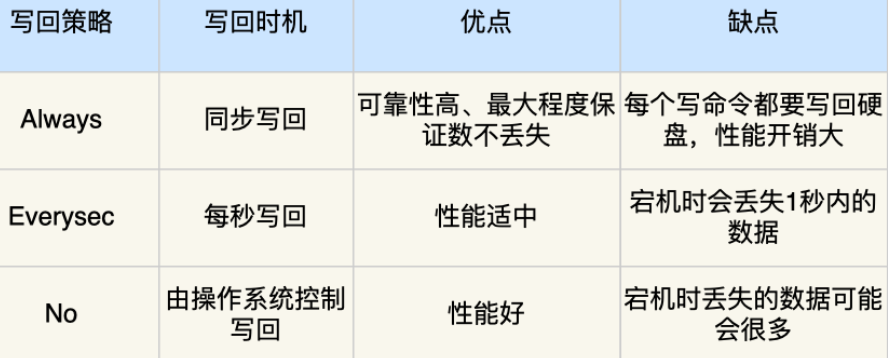 写回策略 写回时机 优点 缺点
Always 同步写回 可靠性高、最大程度保证数不丢失 每个写命令都要写回硬盘，性能开销大
Everysec 每秒写回 性能适中 宕机时会丢失1秒内的数据
No 由操作系统控制写回 性能好 宕机时丢失的数据可能会很多